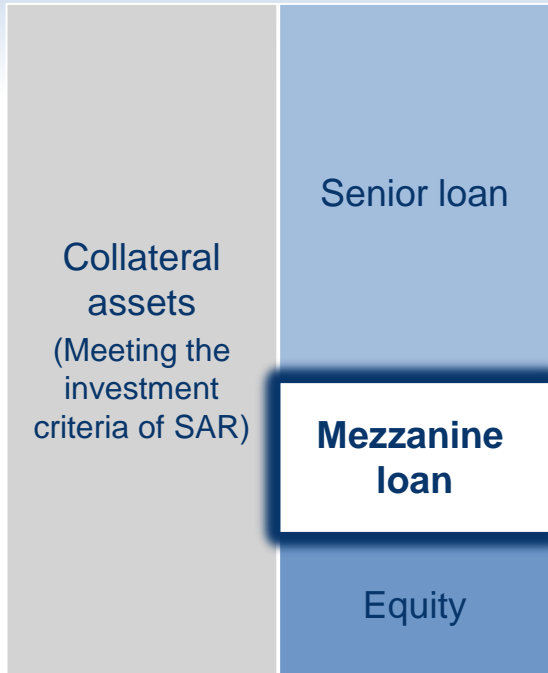 Collateral
assets
(Meeting the
investment
criteria of SAR)
Senior loan
Mezzanine
loan
Equity